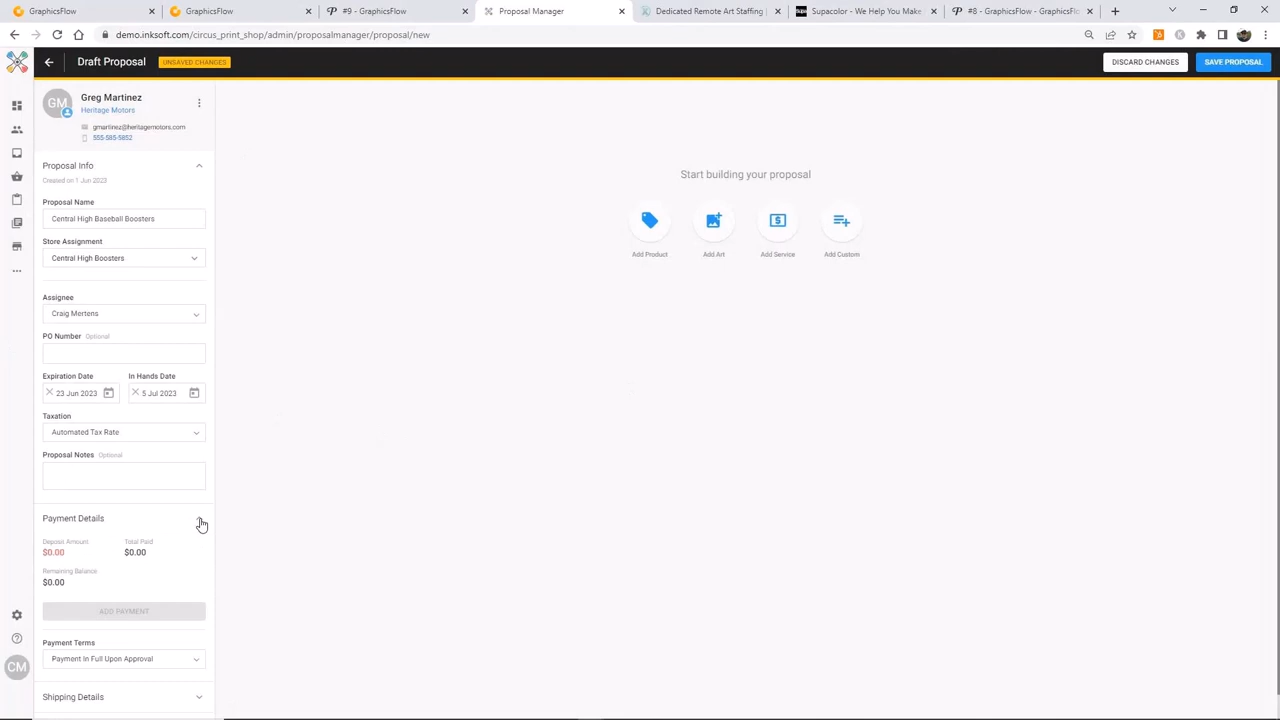 GraphicsFlow
GraphicsFlow
#9 - GraphicsFlow
Proposal Manager
Dedicated Remote Art Staffing
Supacolor - We Help You Make
#8 - GraphicsFlow - GraphicsFl
demo.inksoft.com/circus_print_shop/admin/proposalmanager/proposal/new
Draft Proposal
UNSAVED CHANGES
DISCARD CHANGES
SAVE PROPOSAL
GM
Greg Martinez
Heritage Motors
gmartinez@heritagemotors.com
555-585-5852
Proposal Info
Created on 1 Jun 2023
Proposal Name
Central High Baseball Boosters
Store Assignment
Central High Boosters
Assignee
Craig Mertens
PO Number Optional
Expiration Date In Hands Date
23 Jun 2023 5 Jul 2023
Taxation
Automated Tax Rate
Proposal Notes Optional
Payment Details
Deposit Amount Total Paid
$0.00 $0.00
Remaining Balance
$0.00
ADD PAYMENT
Payment Terms
Payment In Full Upon Approval
Shipping Details
CM
Start building your proposal
Add Product Add Art Add Service Add Custom